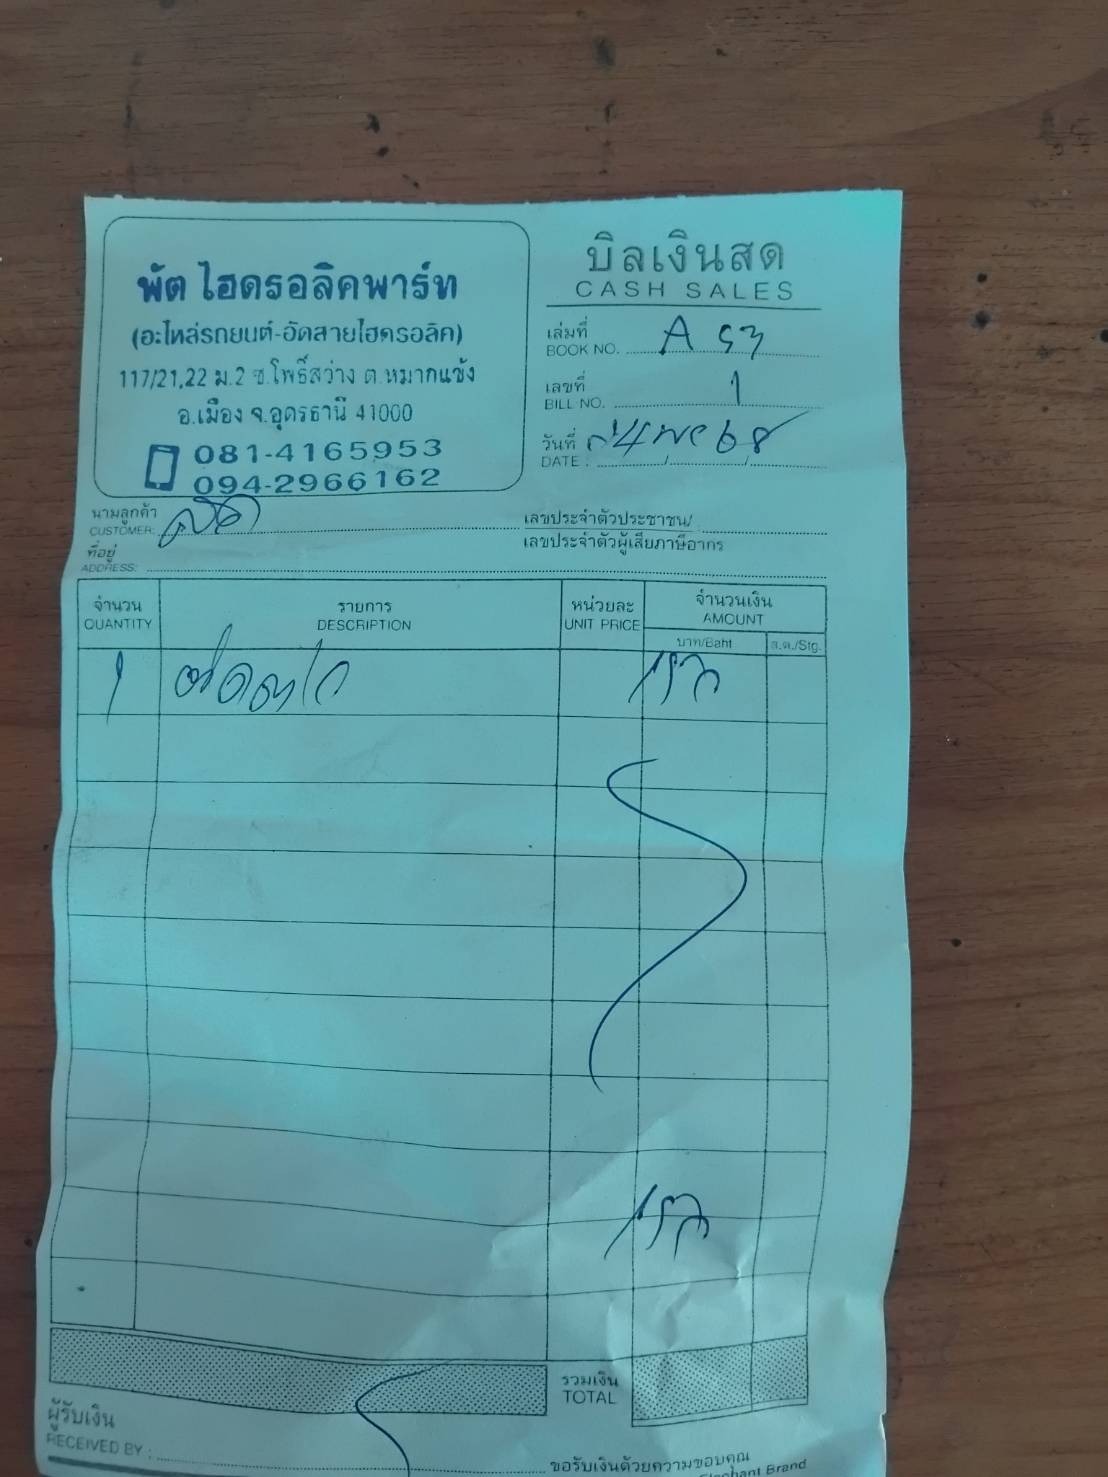 พัต ไฮดรอลิคพาร์ท
(อะไหล่รถยนต์-อัดสายไฮดรอลิค)
117/21,22 ม.2 ซ.โพธิ์สว่าง ต.หมากแข้ง
อ.เมือง จ.อุดรธานี 41000
081-4165953
094-2966162
บิลเงินสด
CASH SALES
เล่มที่
BOOK NO. A 53
เลขที่
BILL NO. 1
วันที่
DATE : 68
นามลูกค้า
CUSTOMER: สด
ที่อยู่
ADDRESS:
เลขประจำตัวประชาชน/
เลขประจำตัวผู้เสียภาษีอากร
จำนวน
QUANTITY
รายการ
DESCRIPTION
หน่วยละ
UNIT PRICE
จำนวนเงิน
AMOUNT
บาท/Baht
ส.ต./Stg.
1
รวมเงิน
TOTAL
ผู้รับเงิน
RECEIVED BY :
ขอรับเงินด้วยความขอบคุณ
Elephant Brand